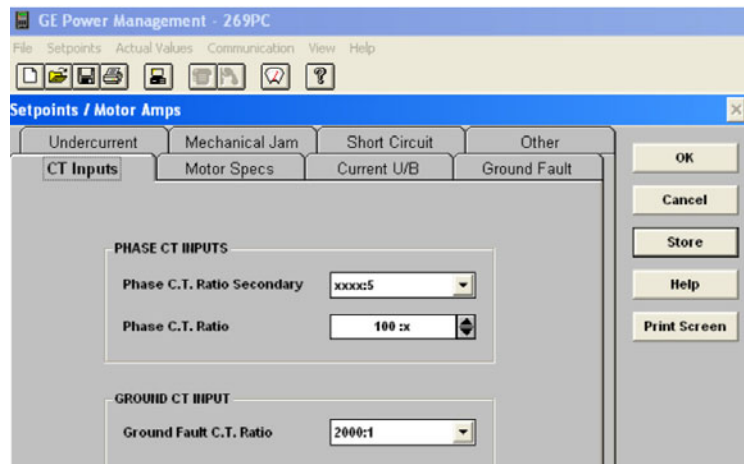 GE Power Management - 269PC
File Setpoints Actual Values Communication View Help
Setpoints / Motor Amps
Undercurrent Mechanical Jam Short Circuit Other
CT Inputs Motor Specs Current U/B Ground Fault
OK
Cancel
Store
Help
Print Screen
PHASE CT INPUTS
Phase C.T. Ratio Secondary xxxx:5
Phase C.T. Ratio 100 :x
GROUND CT INPUT
Ground Fault C.T. Ratio 2000:1